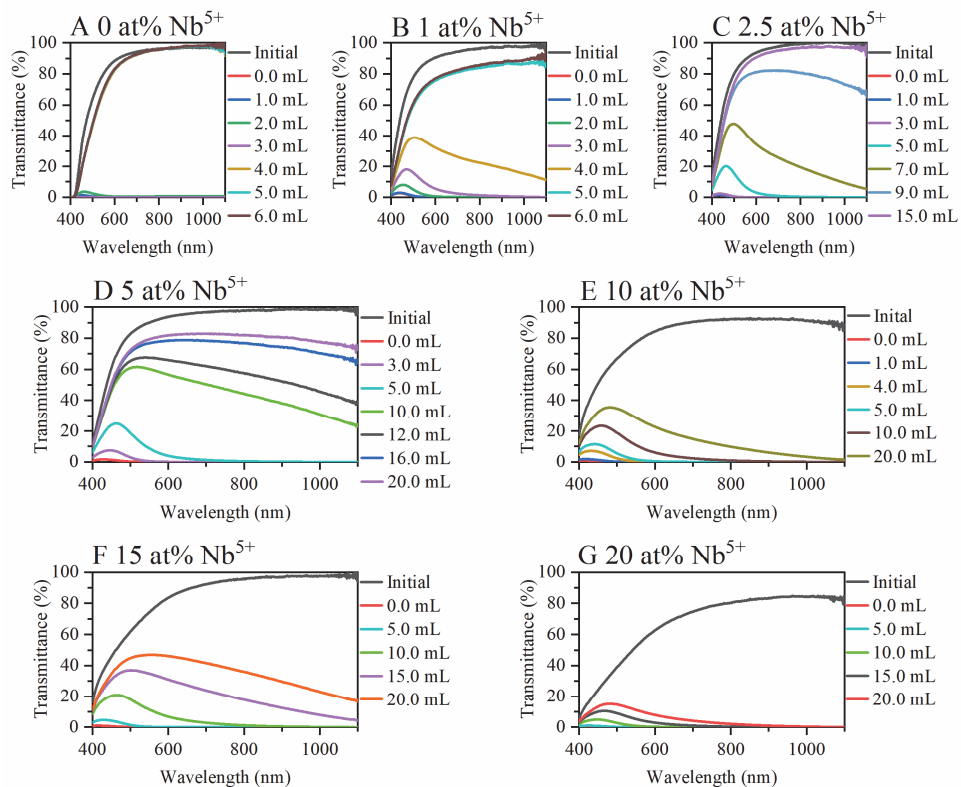 A 0 at% Nb5+
Transmittance (%)
100
80
60
40
20
0
400 600 800 1000
Wavelength (nm)
Initial
0.0 mL
1.0 mL
2.0 mL
3.0 mL
4.0 mL
5.0 mL
6.0 mL
B 1 at% Nb5+
Transmittance (%)
100
80
60
40
20
0
400 600 800 1000
Wavelength (nm)
Initial
0.0 mL
1.0 mL
2.0 mL
3.0 mL
4.0 mL
5.0 mL
6.0 mL
C 2.5 at% Nb5+
Transmittance (%)
100
80
60
40
20
0
400 600 800 1000
Wavelength (nm)
Initial
0.0 mL
1.0 mL
3.0 mL
5.0 mL
7.0 mL
9.0 mL
15.0 mL
D 5 at% Nb5+
Transmittance (%)
100
80
60
40
20
0
400 600 800 1000
Wavelength (nm)
Initial
0.0 mL
3.0 mL
5.0 mL
10.0 mL
12.0 mL
16.0 mL
20.0 mL
E 10 at% Nb5+
Transmittance (%)
100
80
60
40
20
0
400 600 800 1000
Wavelength (nm)
Inital
0.0 mL
1.0 mL
4.0 mL
5.0 mL
10.0 mL
20.0 mL
F 15 at% Nb5+
Transmittance (%)
100
80
60
40
20
0
400 600 800 1000
Wavelength (nm)
Initial
0.0 mL
5.0 mL
10.0 mL
15.0 mL
20.0 mL
G 20 at% Nb5+
Transmittance (%)
100
80
60
40
20
0
400 600 800 1000
Wavelength (nm)
Initial
0.0 mL
5.0 mL
10.0 mL
15.0 mL
20.0 mL